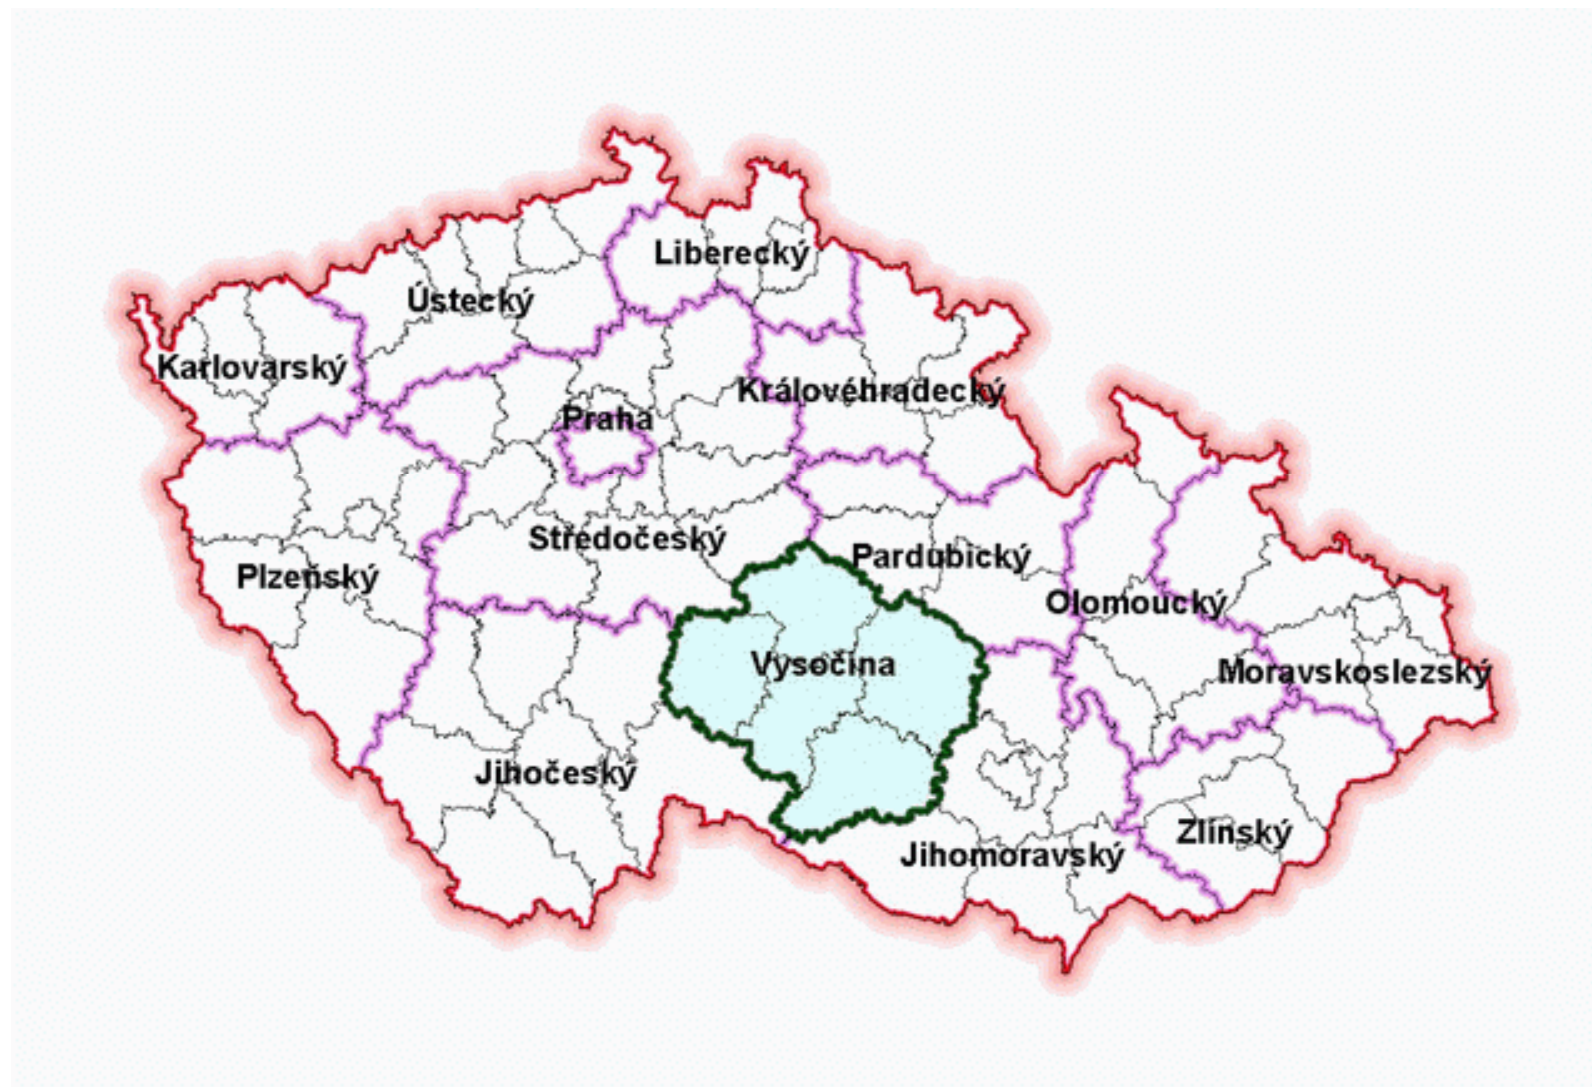 Liberecký
Ústecký
Karlovarský
Královéhradecký
Praha
Středočeský
Pardubický
Plzeňský
Olomoucký
Vysočina
Moravskoslezský
Jihočeský
Zlínský
Jihomoravský